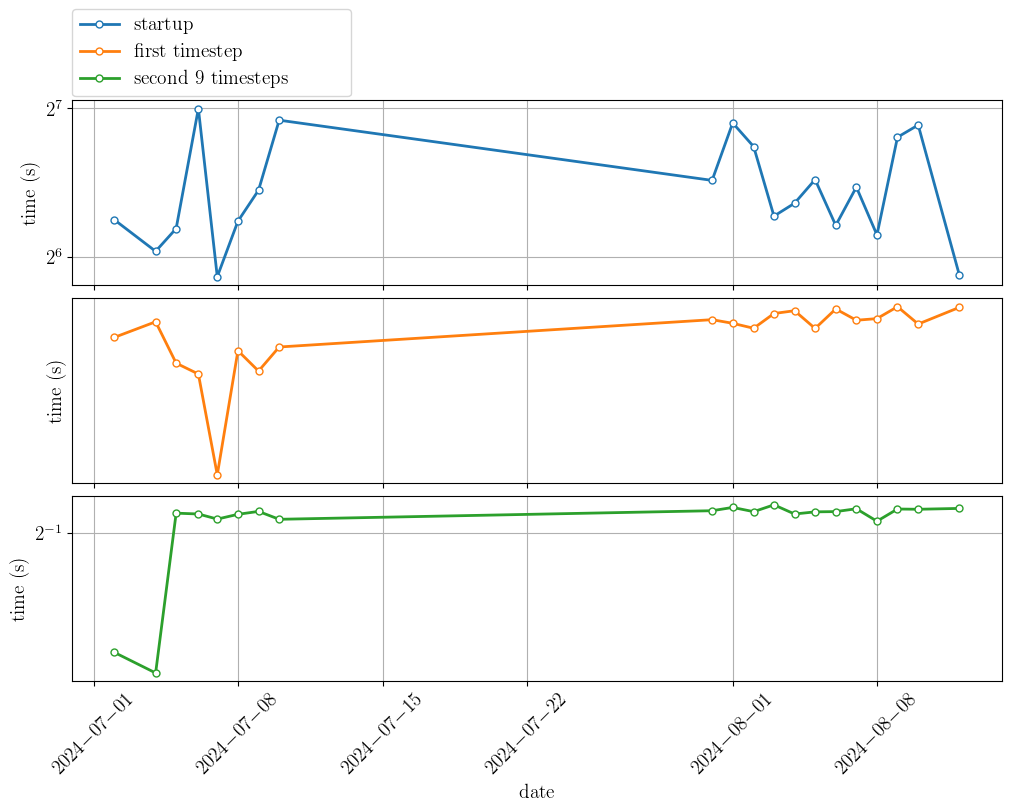 startup
first timestep
second 9 timesteps
2^7
2^6
time (s)
time (s)
2^−1
time (s)
2024−07−01
2024−07−08
2024−07−15
2024−07−22
2024−08−01
2024−08−08
date